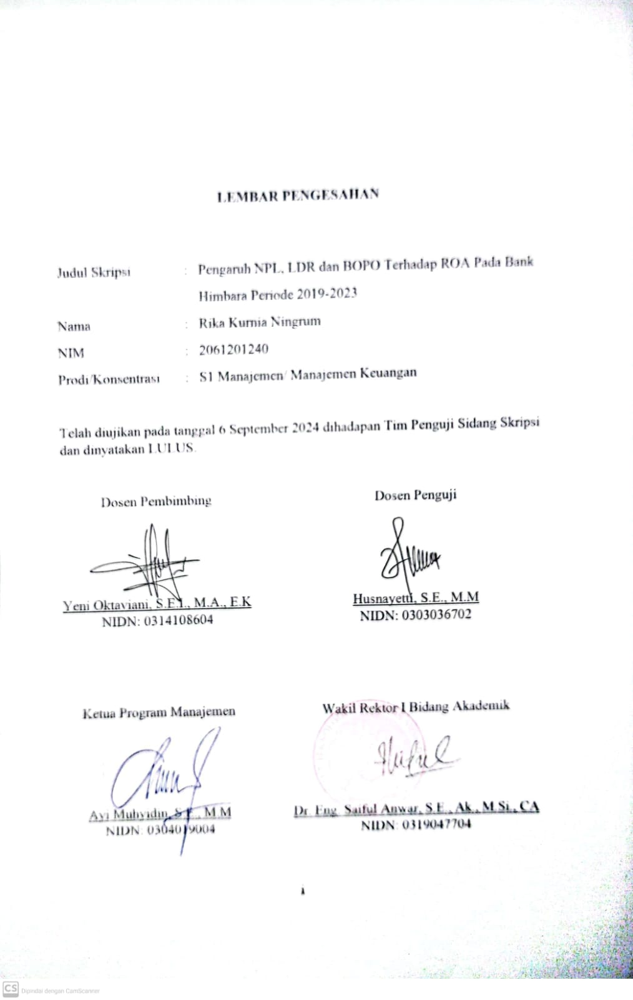 LEMBAR PENGESAHAN
Judul Skripsi : Pengaruh NPL, LDR dan BOPO Terhadap ROA Pada Bank
Himbara Periode 2019-2023
Nama : Rika Kurnia Ningrum
NIM : 2061201240
Prodi/Konsentrasi : S1 Manajemen/ Manajemen Keuangan
Telah diujikan pada tanggal 6 September 2024 dihadapan Tim Penguji Sidang Skripsi
dan dinyatakan LULUS.
Dosen Pembimbing
Yeni Oktaviani, S.E.I., M.A., E.K
NIDN: 0314108604
Dosen Penguji
Husnayetti, S.E., M.M
NIDN: 0303036702
Ketua Program Manajemen
Ayi Muhyidin, S.E., M.M
NIDN: 0304019004
Wakil Rektor I Bidang Akademik
Dr. Eng. Saiful Anwar, S.E., Ak., M.Si., CA
NIDN: 0319047704
i
CS Dipindai dengan CamScanner